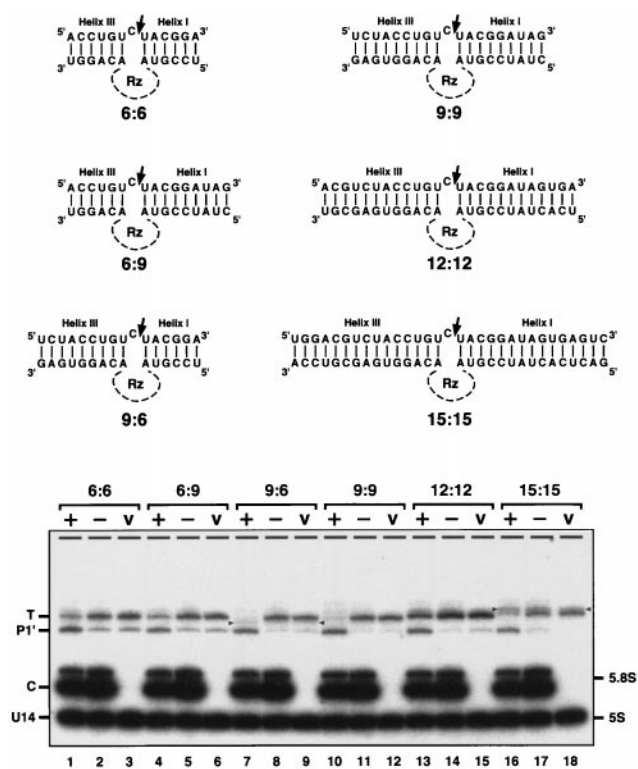 Helix III Helix I
5' ACCUGU C UACGGA 3'
3' UGGACA AUGCCU 5'
Rz
6:6
Helix III Helix I
5' UCUACCUGU C UACGGAUAG 3'
3' GAGUGGACA AUGCCUAUC 5'
Rz
9:9
Helix III Helix I
5' ACCUGU C UACGGAUAG 3'
3' UGGACA AUGCCUAUC 5'
Rz
6:9
Helix III Helix I
5' ACGUCUACCUGU C UACGGAUAGUGA 3'
3' UGCGAGUGGACA AUGCCUAUCACU 5'
Rz
12:12
Helix III Helix I
5' UCUACCUGU C UACGGA 3'
3' GAGUGGACA AUGCCU 5'
Rz
9:6
Helix III Helix I
5' UGGACGUCUACCUGU C UACGGAUAGUGAGUC 3'
3' ACCUGCGAGUGGACA AUGCCUAUCACUCAG 5'
Rz
15:15
6:6 6:9 9:6 9:9 12:12 15:15
+ − v + − v + − v + − v + − v + − v
T
P1'
C 5.8S
U14 5S
1 2 3 4 5 6 7 8 9 10 11 12 13 14 15 16 17 18